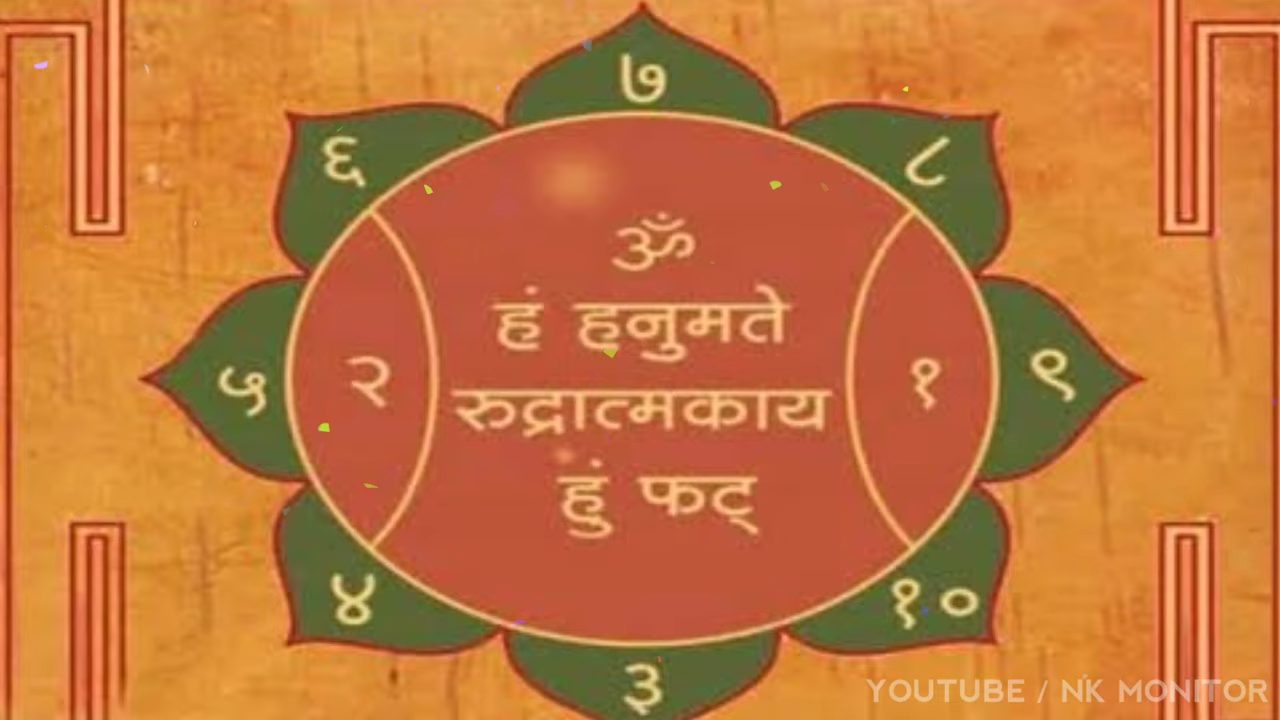 ७
६
८
ॐ
हं हनुमते
५
२
१
९
रुद्रात्मकाय
हुं फट्
४
१०
३
YOUTUBE / NK MONITOR